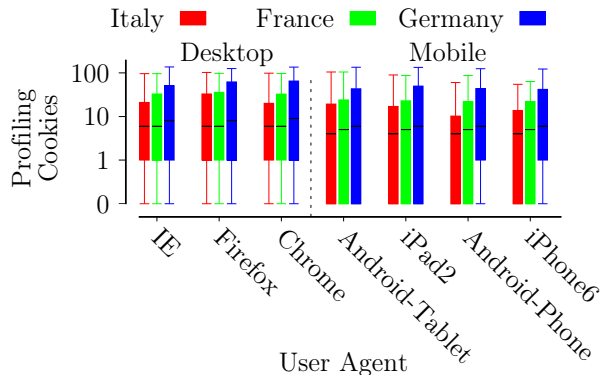 Italy France Germany
Desktop Mobile
Profiling
Cookies
100
10
1
0
IE
Firefox
Chrome
Android-Tablet
iPad2
Android-Phone
iPhone6
User Agent